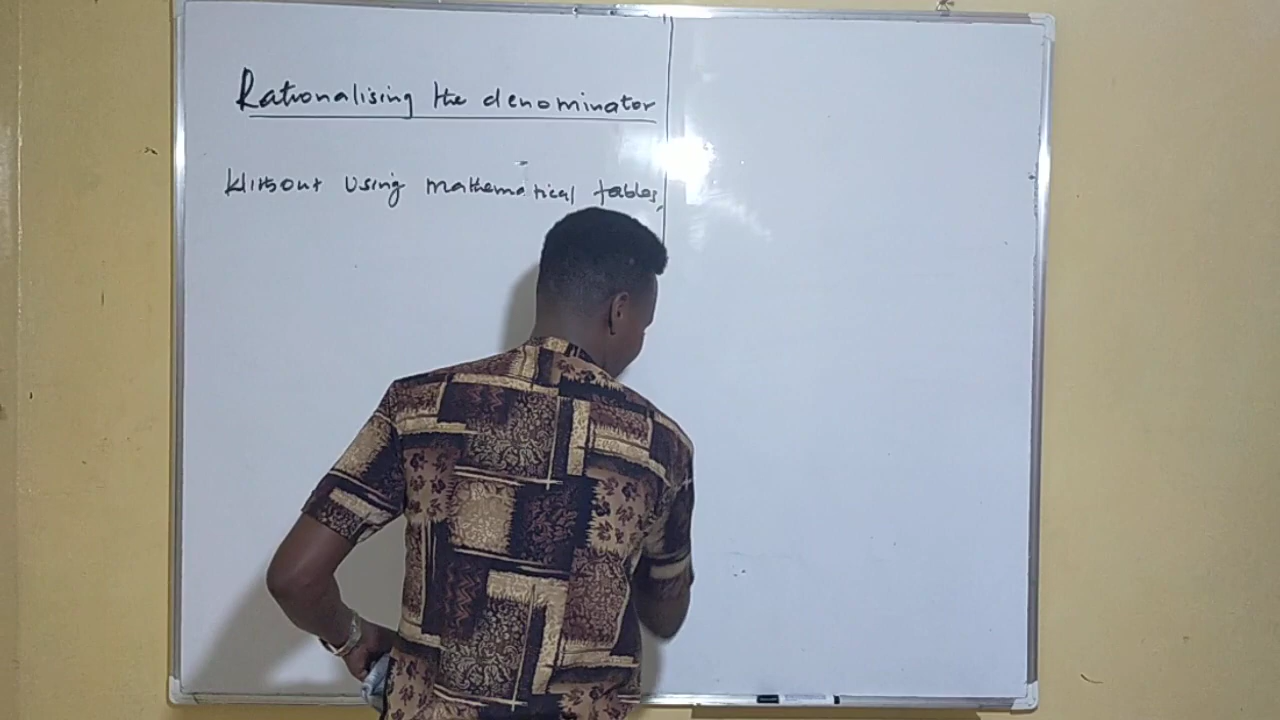 Rationalising the denominator
Without using mathematical tables,